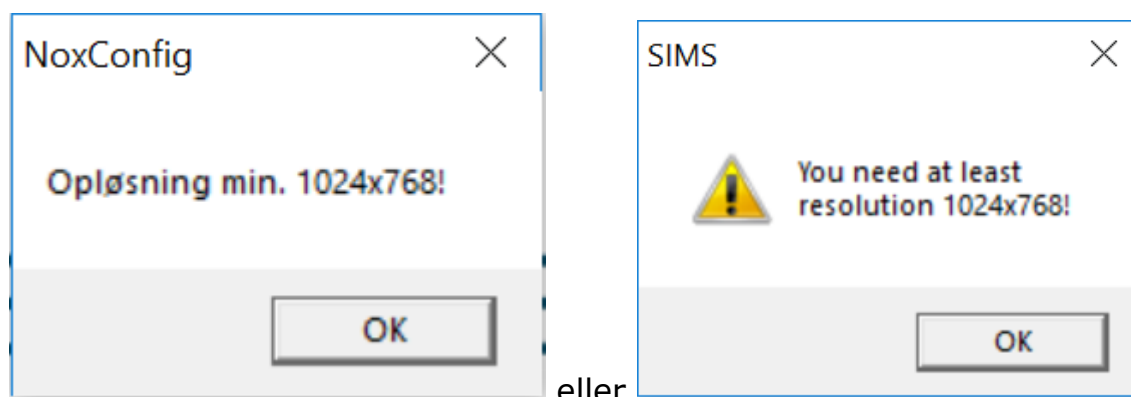 NoxConfig
Opløsning min. 1024x768!
OK
eller
SIMS
You need at least
resolution 1024x768!
OK